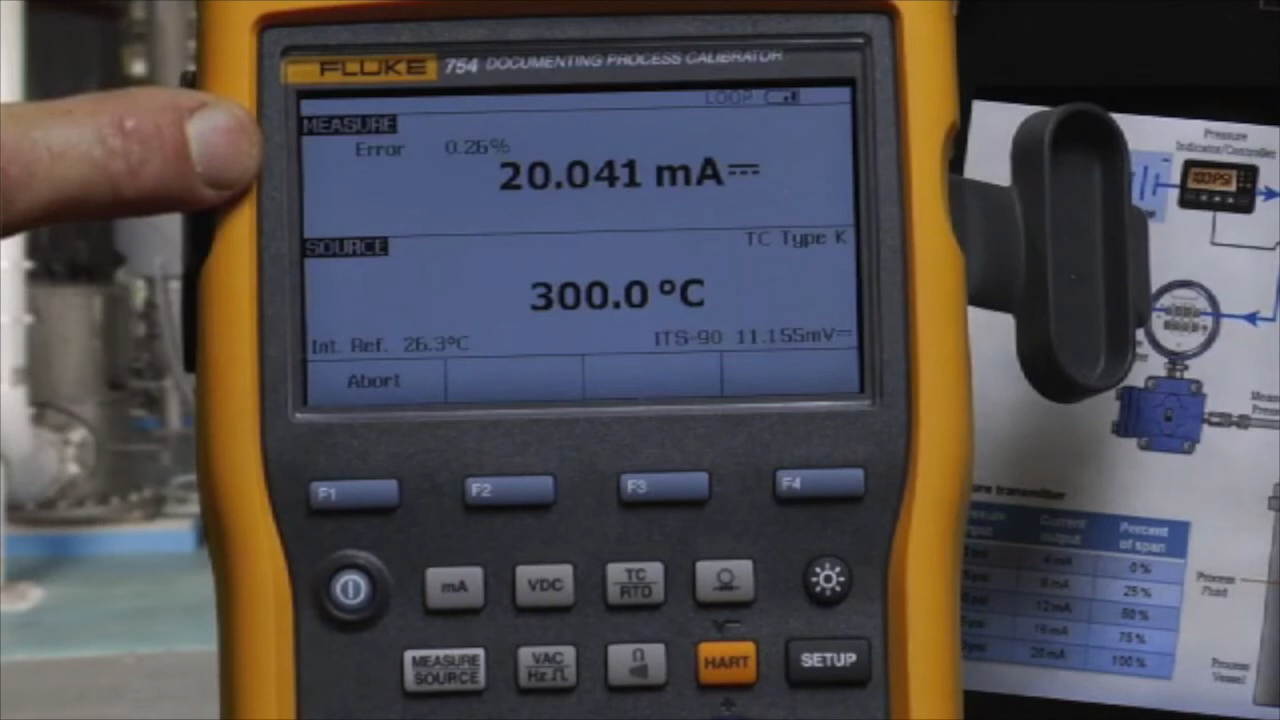 FLUKE 754 DOCUMENTING PROCESS CALIBRATOR
LOOP
MEASURE
Error 0.26%
20.041 mA
SOURCE
TC Type K
300.0 °C
Int. Ref. 26.3°C
ITS-90 11.155mV
Abort
F1 F2 F3 F4
mA
VDC
TC
RTD
MEASURE
SOURCE
VAC
Hz
Ω
HART
SETUP
Pressure
Indicator/Controller
transmitter
Current Percent
output of span
4 mA 0%
8 mA 25%
12 mA 50%
16 mA 75%
20 mA 100%
Process
Fluid
Process
Vessel